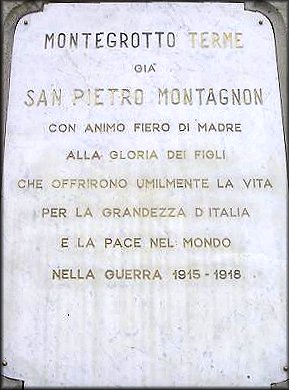 MONTEGROTTO TERME
GIÀ
SAN PIETRO MONTAGNON
CON ANIMO FIERO DI MADRE
ALLA GLORIA DEI FIGLI
CHE OFFRIRONO UMILMENTE LA VITA
PER LA GRANDEZZA D'ITALIA
E LA PACE NEL MONDO
NELLA GUERRA 1915-1918